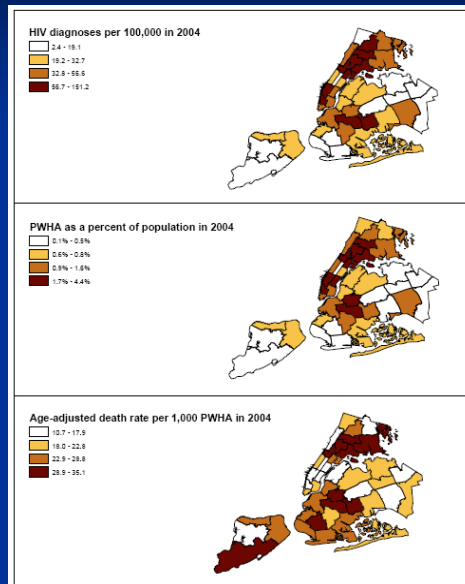 HIV diagnoses per 100,000 in 2004
2.4 - 19.1
19.2 - 32.7
32.8 - 55.6
55.7 - 151.2
PWHA as a percent of population in 2004
0.1% - 0.5%
0.6% - 0.8%
0.9% - 1.6%
1.7% - 4.4%
Age-adjusted death rate per 1,000 PWHA in 2004
10.7 - 17.9
18.0 - 22.8
22.9 - 28.8
28.9 - 35.1